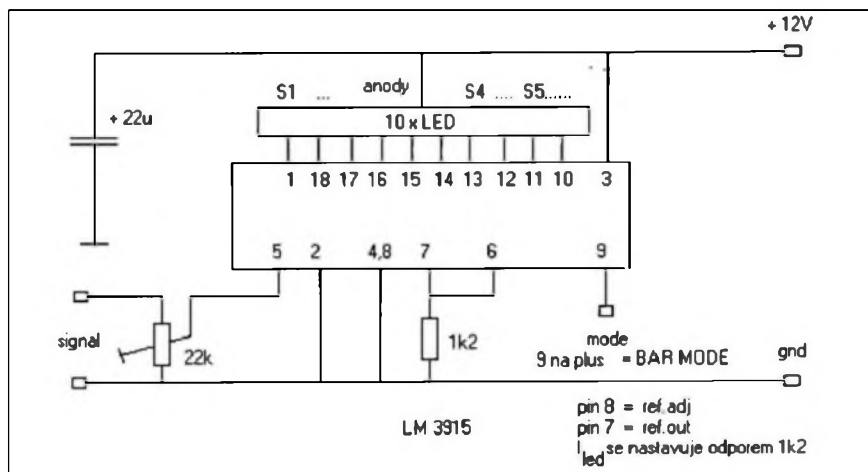 + 12V
S1 ... anody S4 .... S5......
+ 22u
10 x LED
1 18 17 16 15 14 13 12 11 10 3
5 2 4,8 7 6 9
signal
22k
1k2
mode
9 na plus = BAR MODE
gnd
LM 3915
pin 8 = ref.adj
pin 7 = ref.out
I led se nastavuje odporem 1k2